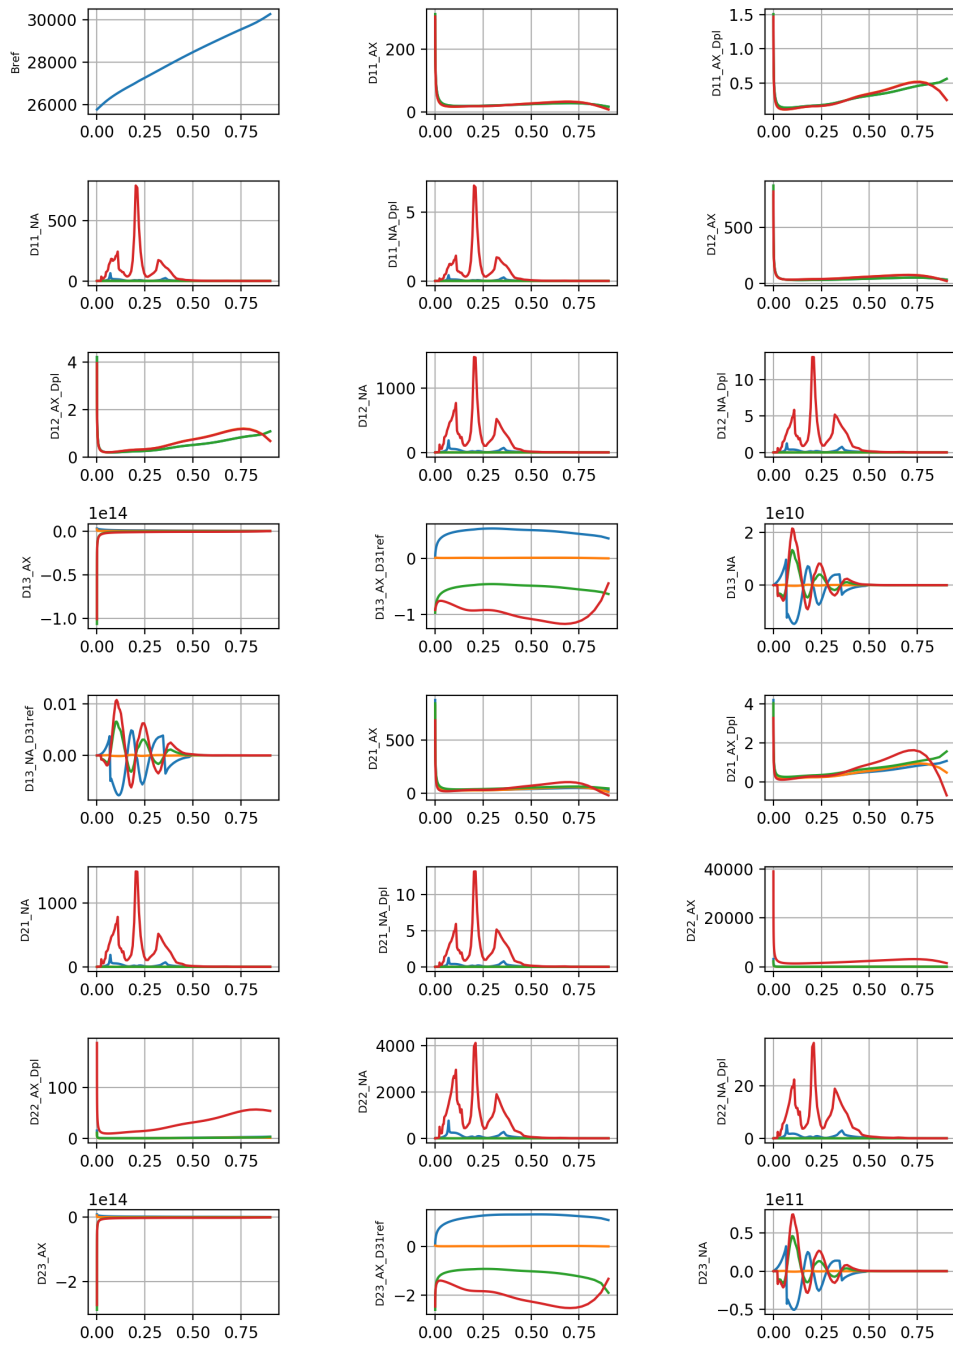 Bref
30000
28000
26000
0.00 0.25 0.50 0.75
D11_AX
200
0
0.00 0.25 0.50 0.75
D11_AX_Dpl
1.5
1.0
0.5
0.00 0.25 0.50 0.75
D11_NA
500
0
0.00 0.25 0.50 0.75
D11_NA_Dpl
5
0
0.00 0.25 0.50 0.75
D12_AX
500
0
0.00 0.25 0.50 0.75
D12_AX_Dpl
4
2
0
0.00 0.25 0.50 0.75
D12_NA
1000
0
0.00 0.25 0.50 0.75
D12_NA_Dpl
10
5
0
0.00 0.25 0.50 0.75
1e14
D13_AX
0.0
−0.5
−1.0
0.00 0.25 0.50 0.75
D13_AX_D31ref
0
−1
0.00 0.25 0.50 0.75
1e10
D13_NA
2
0
0.00 0.25 0.50 0.75
D13_NA_D31ref
0.01
0.00
0.00 0.25 0.50 0.75
D21_AX
500
0
0.00 0.25 0.50 0.75
D21_AX_Dpl
4
2
0
0.00 0.25 0.50 0.75
D21_NA
1000
0
0.00 0.25 0.50 0.75
D21_NA_Dpl
10
5
0
0.00 0.25 0.50 0.75
D22_AX
40000
20000
0
0.00 0.25 0.50 0.75
D22_AX_Dpl
100
0
0.00 0.25 0.50 0.75
D22_NA
4000
2000
0
0.00 0.25 0.50 0.75
D22_NA_Dpl
20
0
0.00 0.25 0.50 0.75
1e14
D23_AX
0
−2
0.00 0.25 0.50 0.75
D23_AX_D31ref
0
−2
0.00 0.25 0.50 0.75
1e11
D23_NA
0.5
0.0
−0.5
0.00 0.25 0.50 0.75